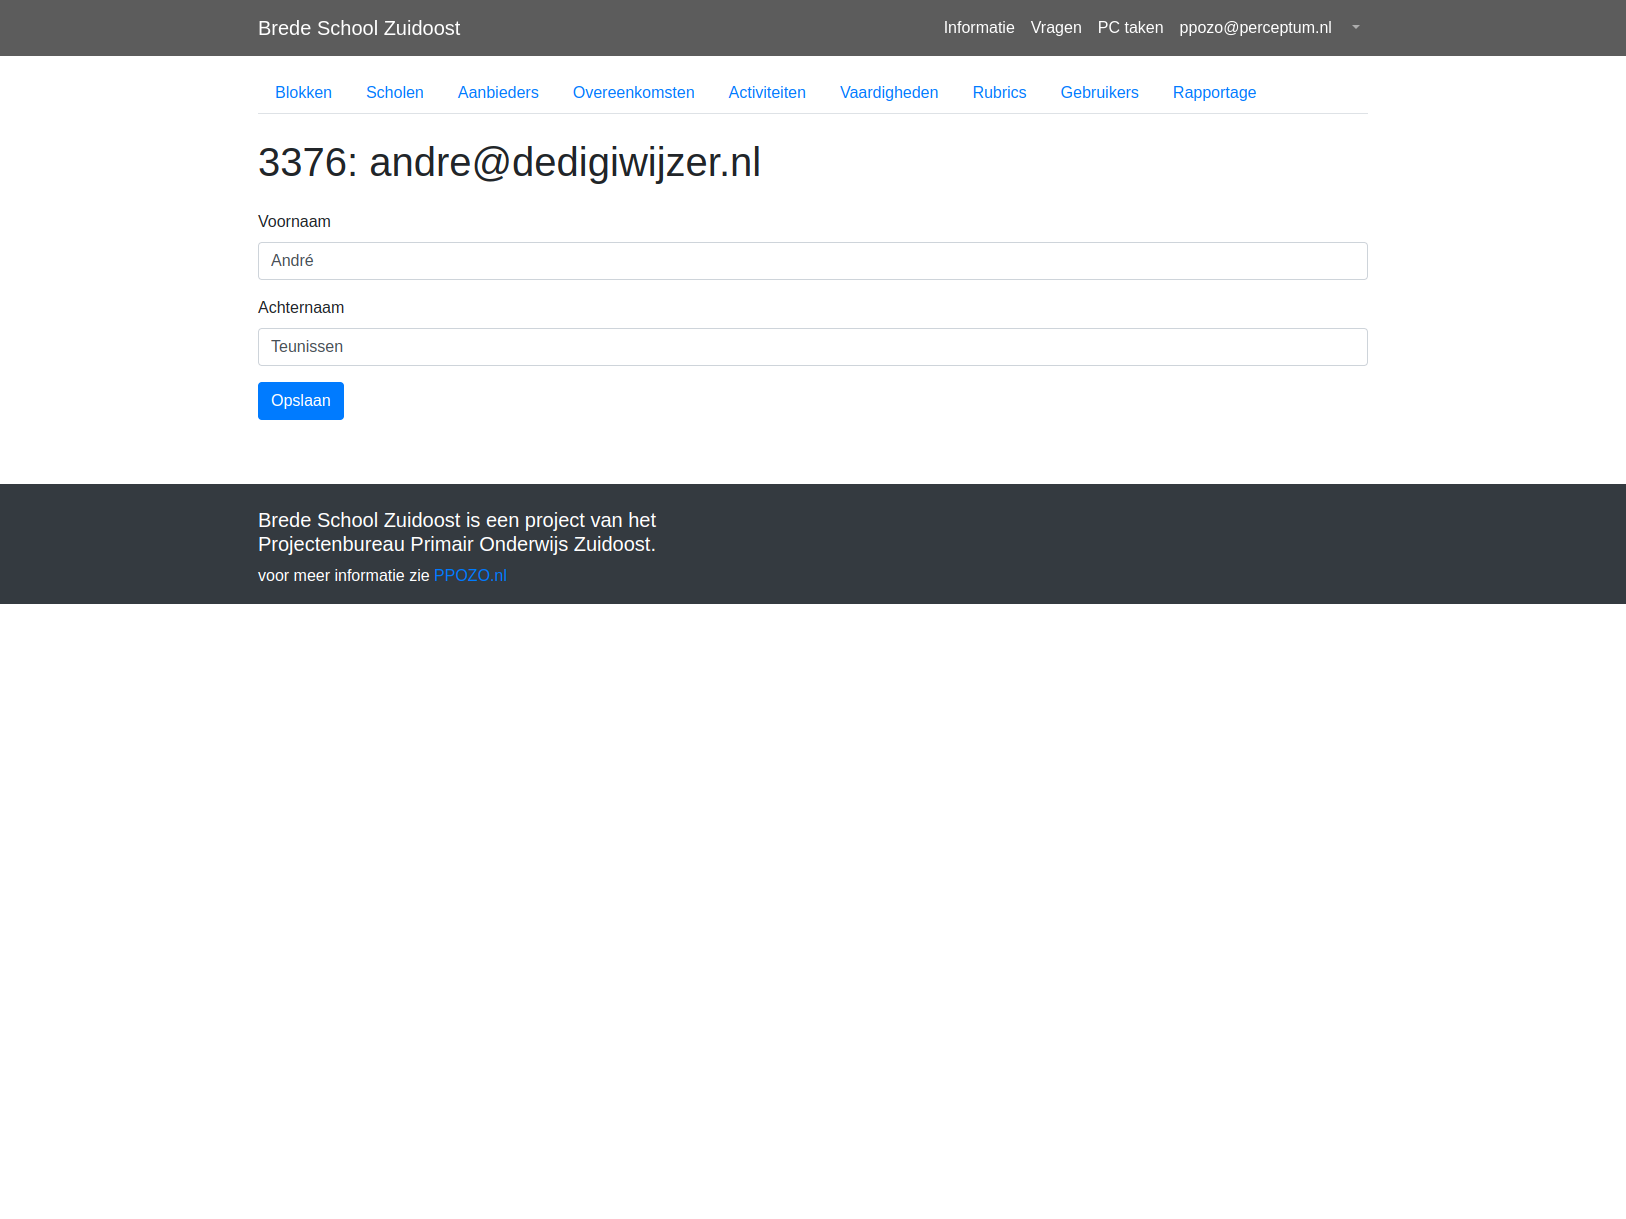 Brede School Zuidoost
Informatie Vragen PC taken ppozo@perceptum.nl
Blokken Scholen Aanbieders Overeenkomsten Activiteiten Vaardigheden Rubrics Gebruikers Rapportage
3376: andre@dedigiwijzer.nl
Voornaam
André
Achternaam
Teunissen
Opslaan
Brede School Zuidoost is een project van het
Projectenbureau Primair Onderwijs Zuidoost.
voor meer informatie zie PPOZO.nl